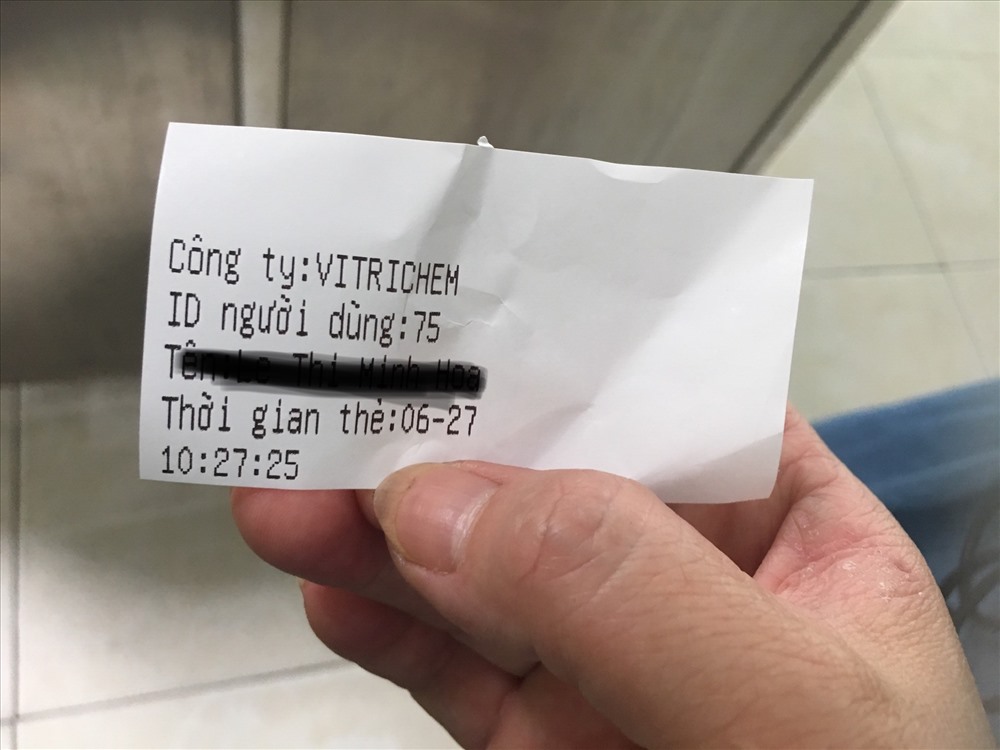 Công ty:VITRICHEM
ID người dùng:75
Tên
Thời gian thẻ:06-27
10:27:25